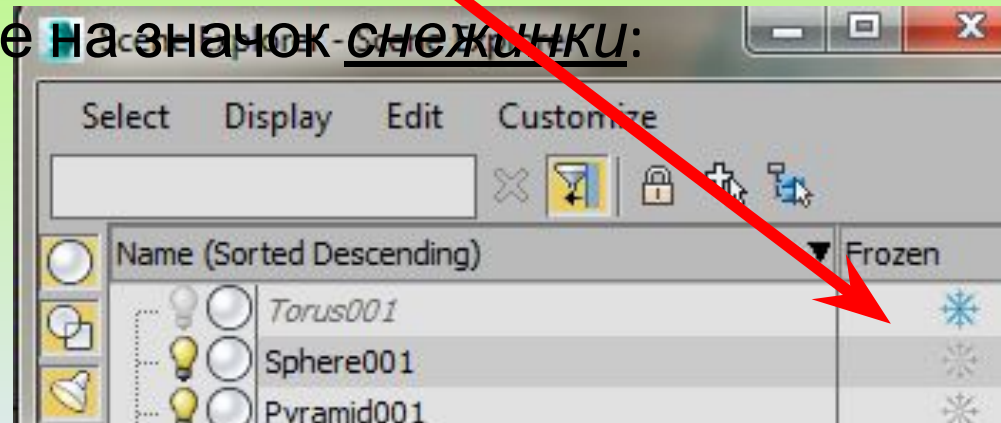 е на значок снежинки:
Select Display Edit Customize
Name (Sorted Descending) Frozen
Torus001
Sphere001
Pyramid001